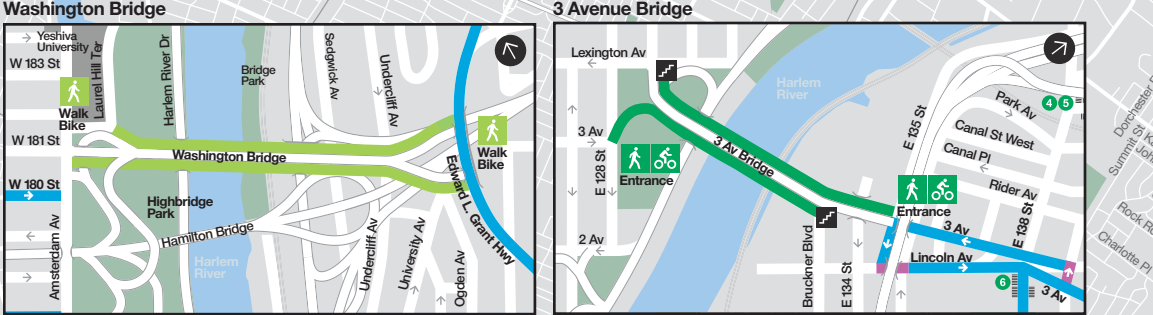 Washington Bridge
Yeshiva
University
W 183 St
Laurel Hill Ter
Harlem River Dr
Bridge
Park
Sedgwick Av
Undercliff Av
Walk
Bike
W 181 St
Washington Bridge
Walk
Bike
W 180 St
Highbridge
Park
Edward L. Grant Hwy
Amsterdam Av
Hamilton Bridge
Harlem
River
Undercliff Av
University Av
Ogden Av
3 Avenue Bridge
Lexington Av
Harlem
River
3 Av
E 128 St
Entrance
3 Av Bridge
E 135 St
Park Av
4 5
Canal St West
Canal Pl
Rider Av
Entrance
E 138 St
3 Av
2 Av
Bruckner Blvd
E 134 St
Lincoln Av
6
3 Av
Dorchester
Summit St
Rock
Charlotte Pl